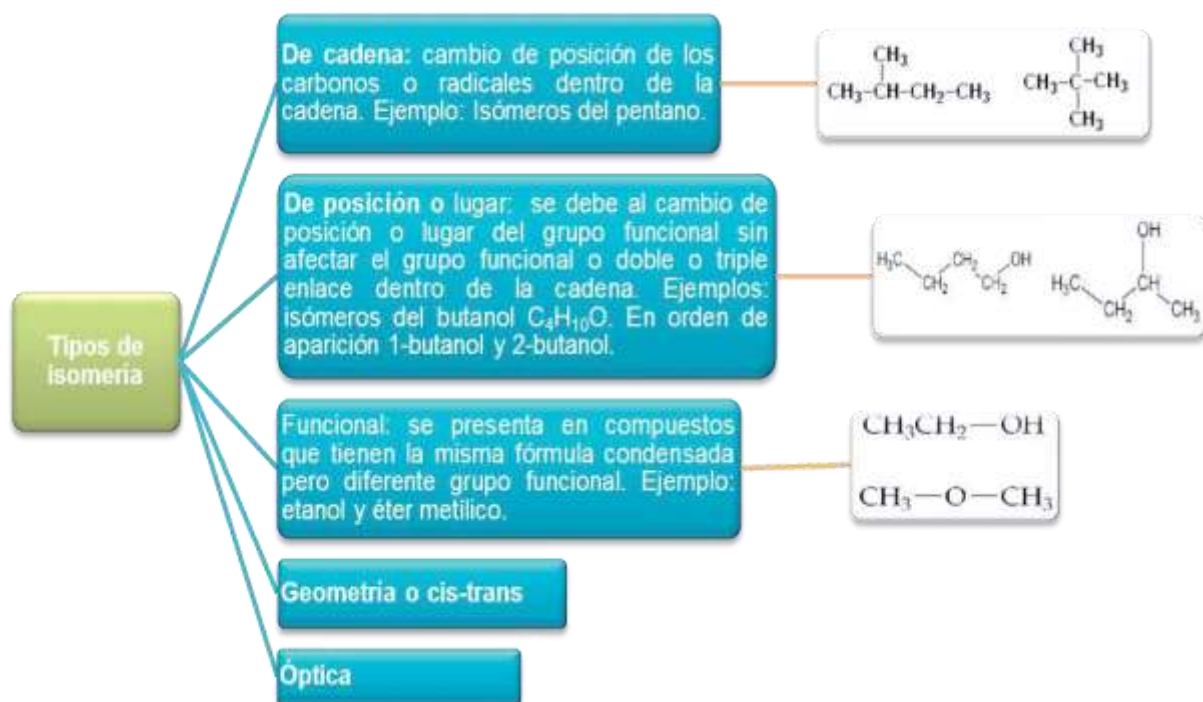 Tipos de
isomeria
De cadena: cambio de posición de los
carbonos o radicales dentro de la
cadena. Ejemplo: Isómeros del pentano.
CH₃
CH₃-CH-CH₂-CH₃
CH₃
CH₃-C-CH₃
CH₃
De posición o lugar: se debe al cambio de
posición o lugar del grupo funcional sin
afectar el grupo funcional o doble o triple
enlace dentro de la cadena. Ejemplos:
isómeros del butanol C₄H₁₀O. En orden de
aparición 1-butanol y 2-butanol.
H₃C CH₂ OH
CH₂ CH₂
OH
H₃C CH
CH₂ CH₃
Funcional: se presenta en compuestos
que tienen la misma fórmula condensada
pero diferente grupo funcional. Ejemplo:
etanol y éter metílico.
CH₃CH₂—OH
CH₃—O—CH₃
Geometria o cis-trans
Óptica